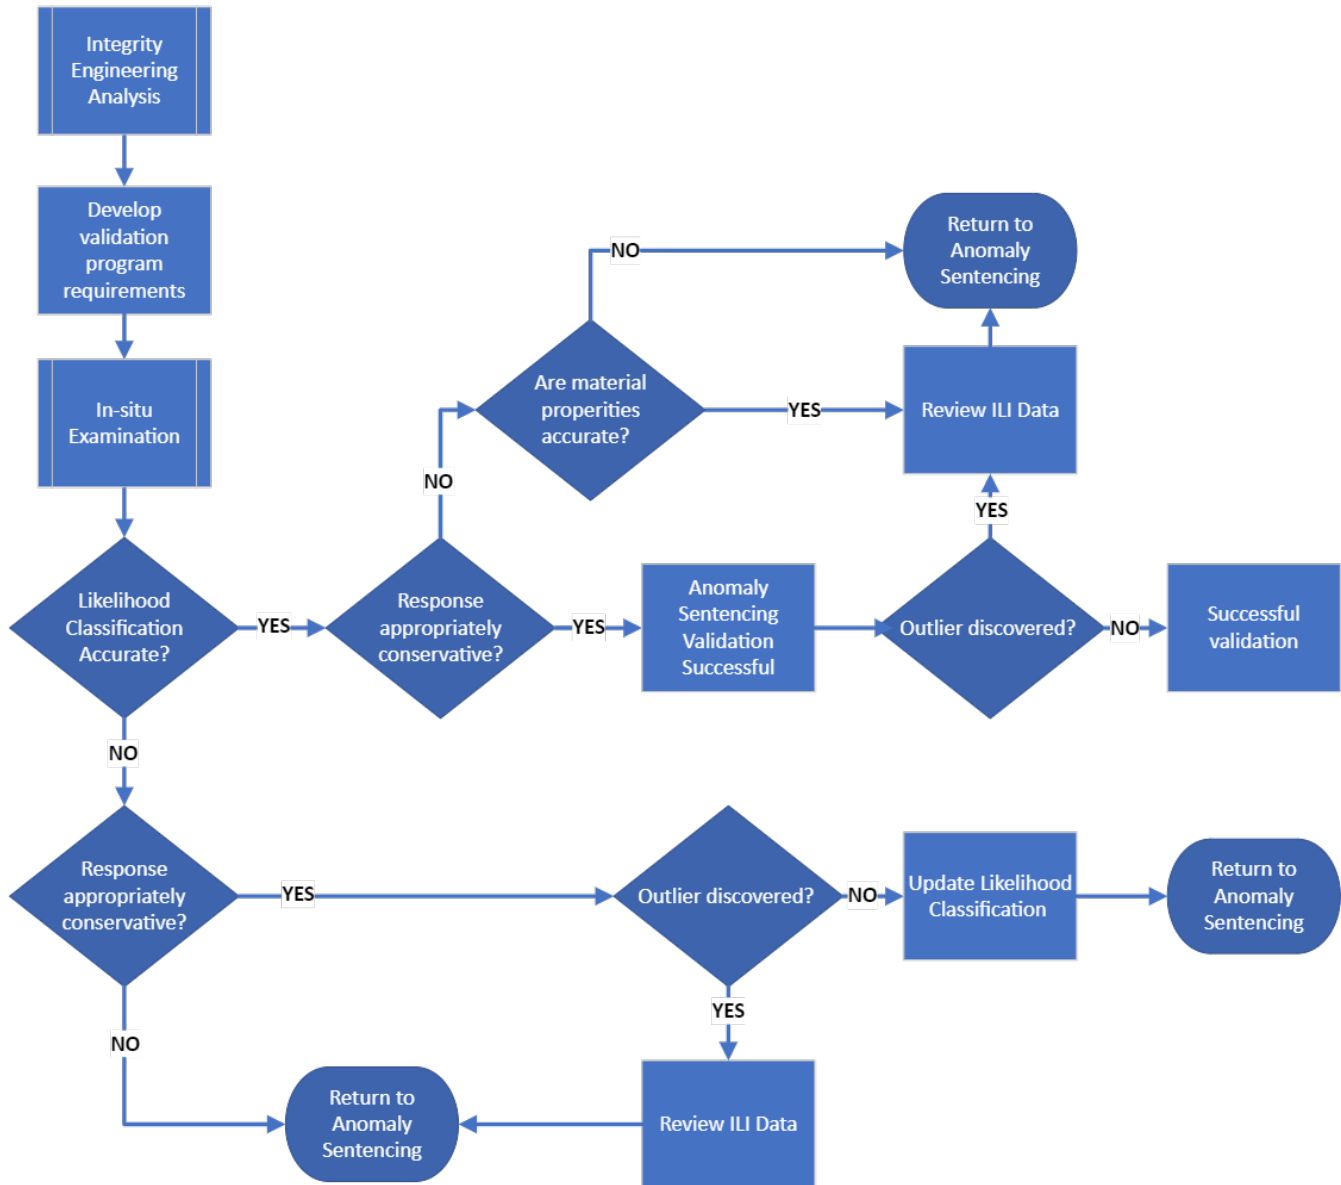 Integrity
Engineering
Analysis
Develop
validation
program
requirements
In-situ
Examination
Likelihood
Classification
Accurate?
YES
Response
appropriately
conservative?
NO
Are material
properities
accurate?
NO
Return to
Anomaly
Sentencing
YES
Review ILI Data
YES
Anomaly
Sentencing
Validation
Successful
Outlier discovered?
YES
NO
Successful
validation
NO
Response
appropriately
conservative?
YES
Outlier discovered?
NO
Update Likelihood
Classification
Return to
Anomaly
Sentencing
YES
Review ILI Data
NO
Return to
Anomaly
Sentencing